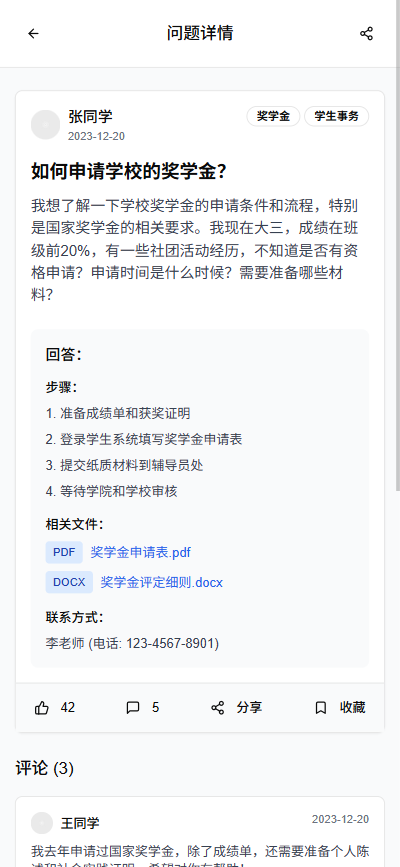 问题详情
张同学
奖学金
学生事务
2023-12-20
如何申请学校的奖学金？
我想了解一下学校奖学金的申请条件和流程，特别
是国家奖学金的相关要求。我现在大三，成绩在班
级前20%，有一些社团活动经历，不知道是否有资
格申请？申请时间是什么时候？需要准备哪些材
料？
回答：
步骤：
1. 准备成绩单和获奖证明
2. 登录学生系统填写奖学金申请表
3. 提交纸质材料到辅导员处
4. 等待学院和学校审核
相关文件：
PDF 奖学金申请表.pdf
DOCX 奖学金评定细则.docx
联系方式：
李老师 (电话: 123-4567-8901)
42
5
分享
收藏
评论 (3)
王同学
2023-12-20
我去年申请过国家奖学金，除了成绩单，还需要准备个人陈